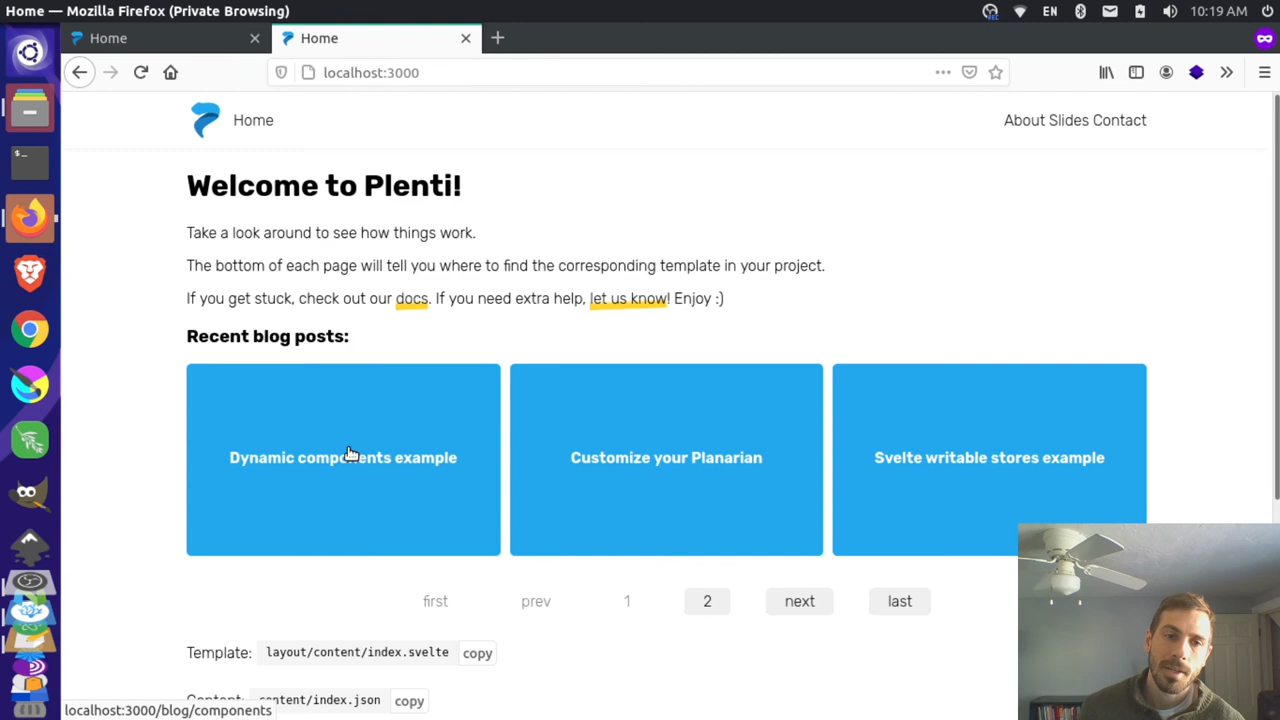 Home — Mozilla Firefox (Private Browsing)
EN
10:19 AM
Home
Home
localhost:3000
Home
About Slides Contact
Welcome to Plenti!
Take a look around to see how things work.
The bottom of each page will tell you where to find the corresponding template in your project.
If you get stuck, check out our docs. If you need extra help, let us know! Enjoy :)
Recent blog posts:
Dynamic components example
Customize your Planarian
Svelte writable stores example
first prev 1 2 next last
Template: layout/content/index.svelte copy
Content: content/index.json copy
localhost:3000/blog/components